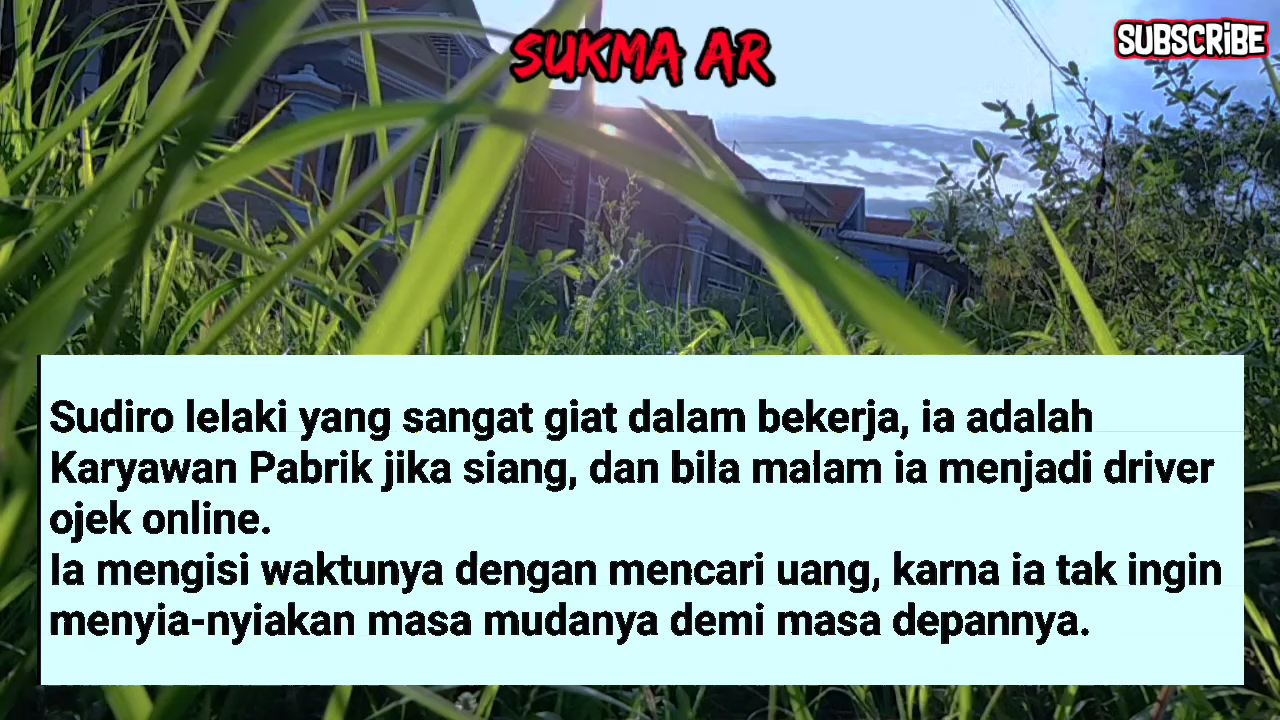 SUKMA AR
SUBSCRiBE
Sudiro lelaki yang sangat giat dalam bekerja, ia adalah
Karyawan Pabrik jika siang, dan bila malam ia menjadi driver
ojek online.
Ia mengisi waktunya dengan mencari uang, karna ia tak ingin
menyia-nyiakan masa mudanya demi masa depannya.